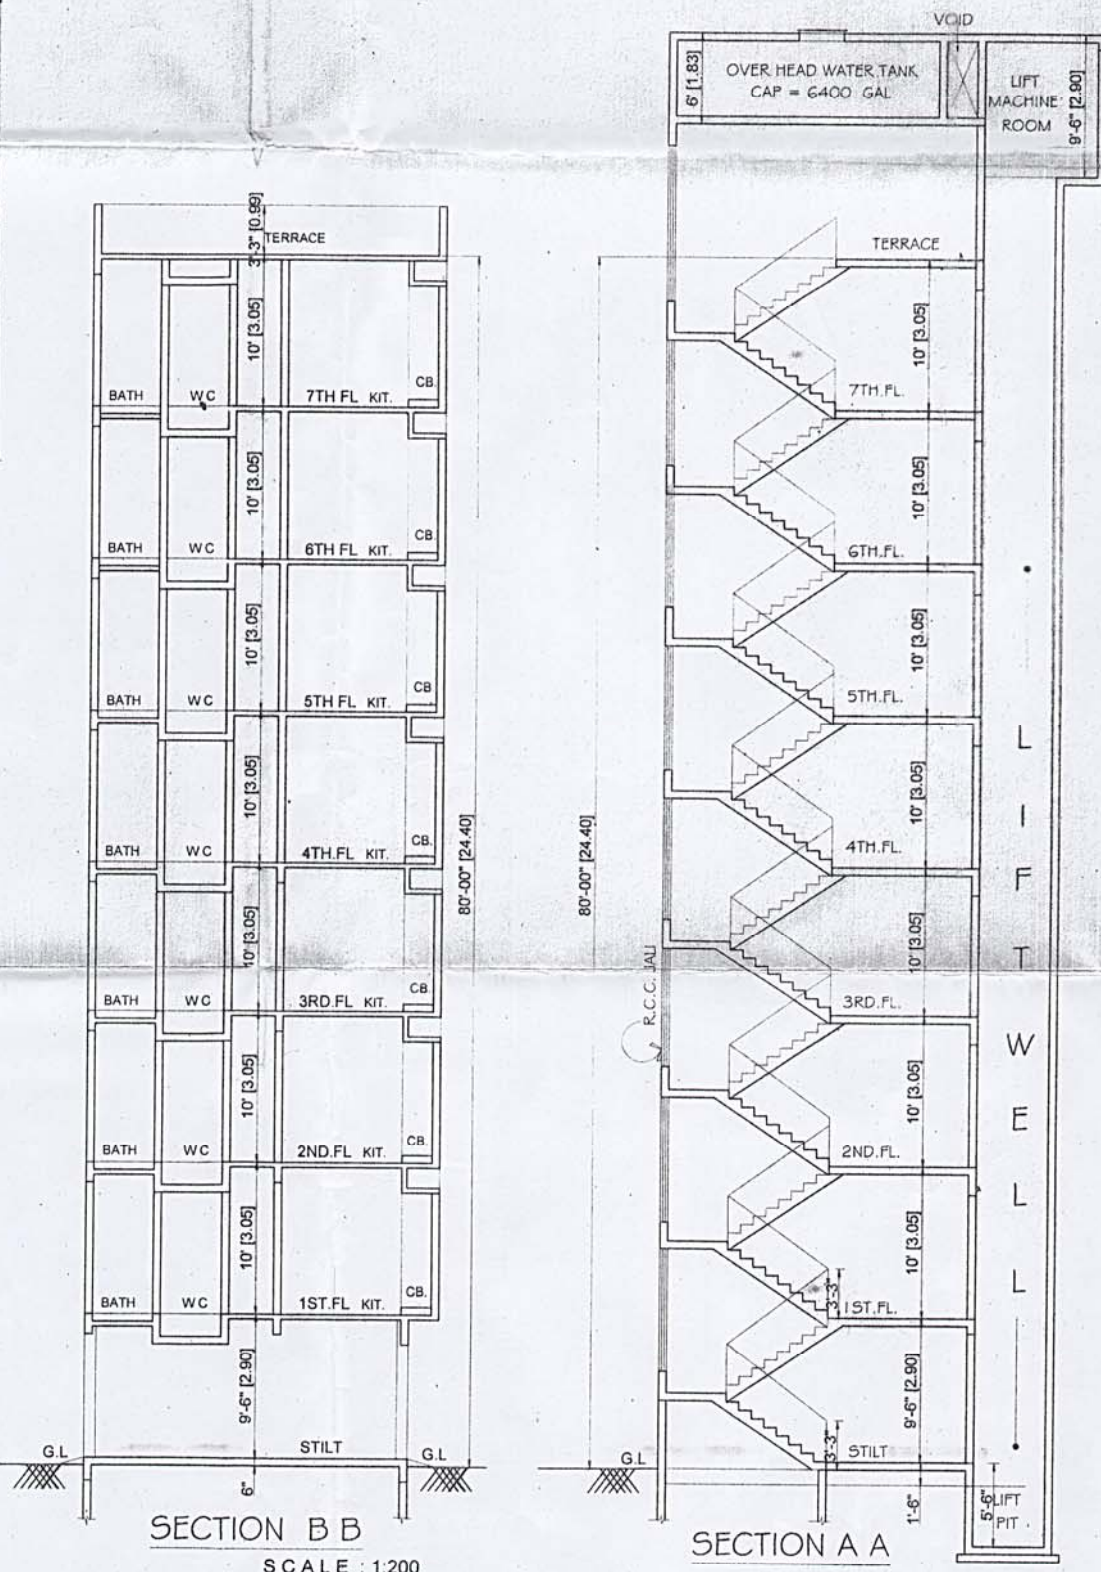 3'-3" [0.99]
TERRACE
10' [3.05]
BATH
WC
7TH FL KIT.
CB.
10' [3.05]
BATH
WC
6TH FL KIT.
CB.
10' [3.05]
BATH
WC
5TH FL KIT.
CB
10' [3.05]
BATH
WC
4TH.FL KIT.
CB.
10' [3.05]
BATH
WC
3RD.FL KIT.
CB.
10' [3.05]
BATH
WC
2ND.FL KIT.
CB.
10' [3.05]
BATH
WC
1ST.FL KIT.
CB.
9'-6" [2.90]
80'-00" [24.40]
G.L
STILT
G.L
6"
SECTION B B
SCALE : 1:200
VOID
6' [1.83]
OVER HEAD WATER TANK
CAP = 6400 GAL
LIFT
MACHINE
ROOM
9'-6" [2.90]
TERRACE
10' [3.05]
7TH.FL.
10' [3.05]
6TH.FL.
10' [3.05]
5TH.FL.
10' [3.05]
4TH.FL.
80'-00" [24.40]
10' [3.05]
R.C.C. JALI
3RD.FL.
10' [3.05]
2ND.FL.
10' [3.05]
3'-3"
1ST.FL.
9'-6" [2.90]
3'-3"
STILT
G.L
1'-6"
5'-6"
LIFT
PIT
LIFT WELL
SECTION A A